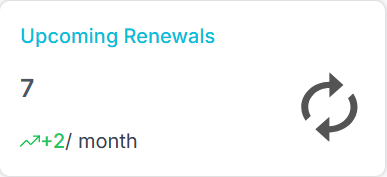 Upcoming Renewals
7
+2/ month